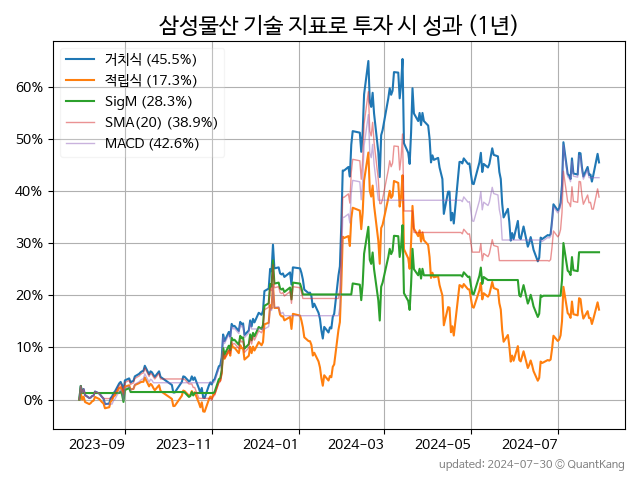 삼성물산 기술 지표로 투자 시 성과 (1년)
거치식 (45.5%)
적립식 (17.3%)
SigM (28.3%)
SMA(20) (38.9%)
MACD (42.6%)
60%
50%
40%
30%
20%
10%
0%
2023-09 2023-11 2024-01 2024-03 2024-05 2024-07
updated: 2024-07-30 © QuantKang